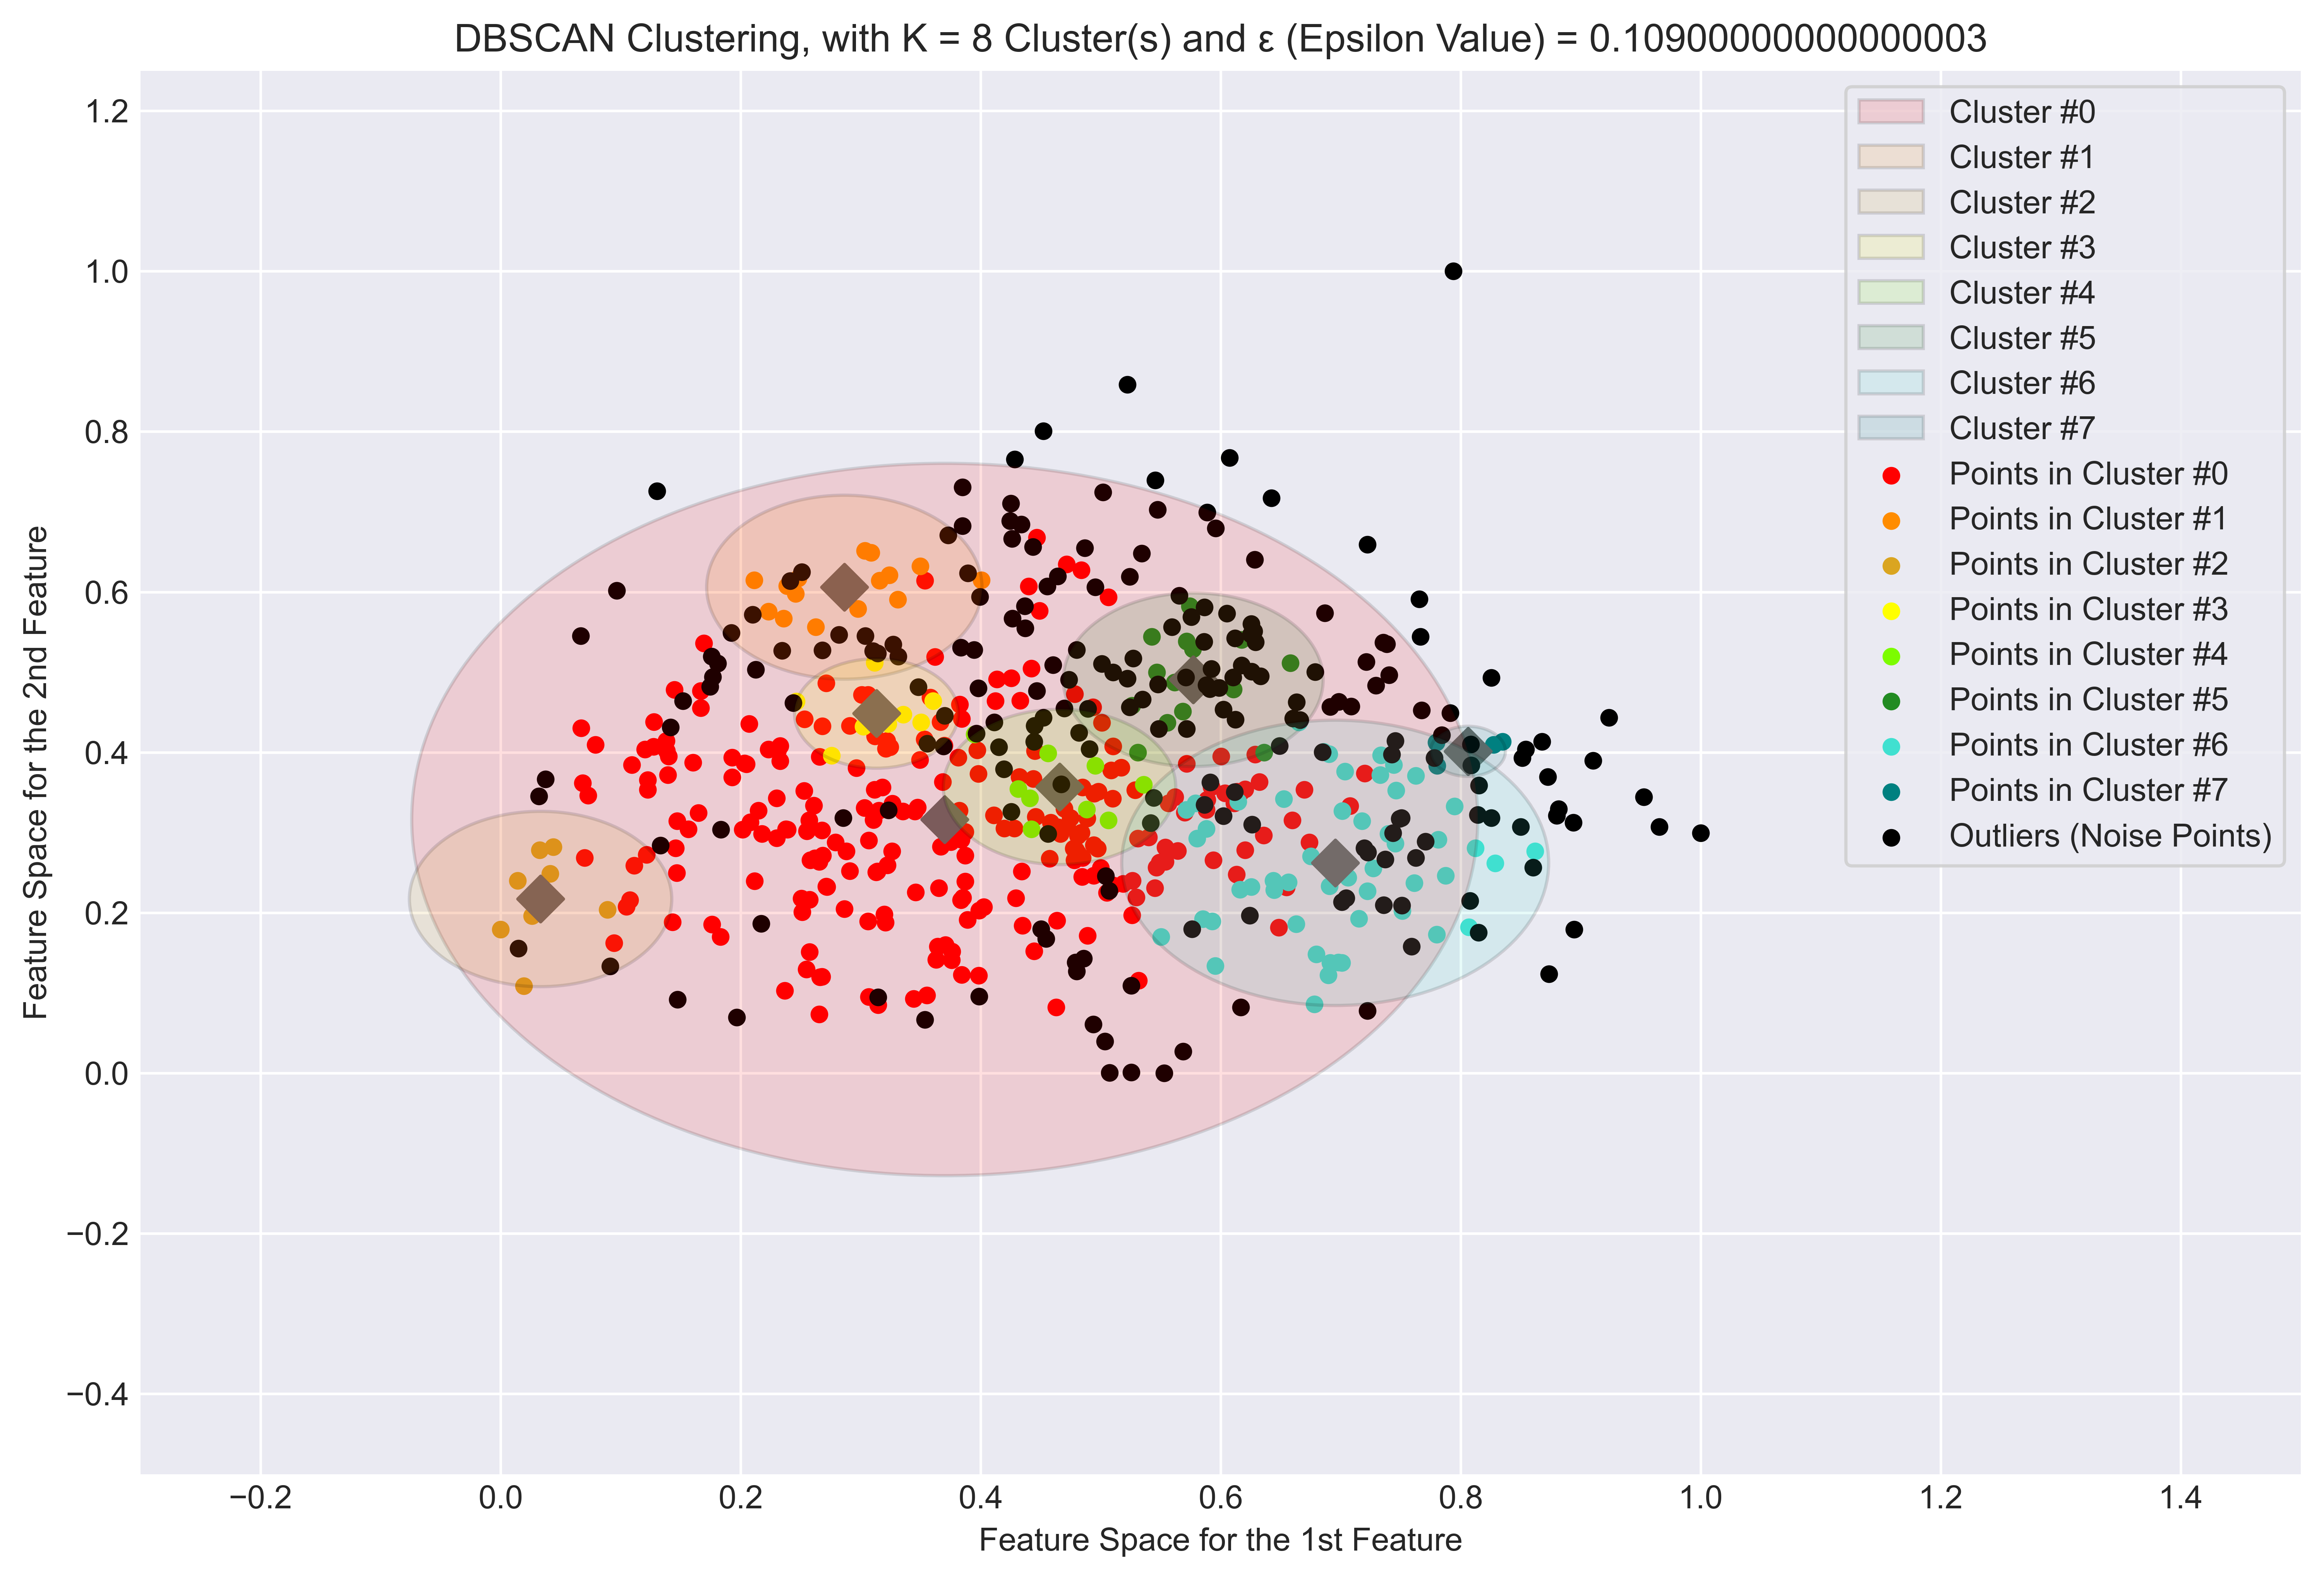 DBSCAN Clustering, with K = 8 Cluster(s) and ε (Epsilon Value) = 0.10900000000000003
Cluster #0
Cluster #1
Cluster #2
Cluster #3
Cluster #4
Cluster #5
Cluster #6
Cluster #7
Points in Cluster #0
Points in Cluster #1
Points in Cluster #2
Points in Cluster #3
Points in Cluster #4
Points in Cluster #5
Points in Cluster #6
Points in Cluster #7
Outliers (Noise Points)
Feature Space for the 2nd Feature
1.2
1.0
0.8
0.6
0.4
0.2
0.0
−0.2
−0.4
−0.2 0.0 0.2 0.4 0.6 0.8 1.0 1.2 1.4
Feature Space for the 1st Feature